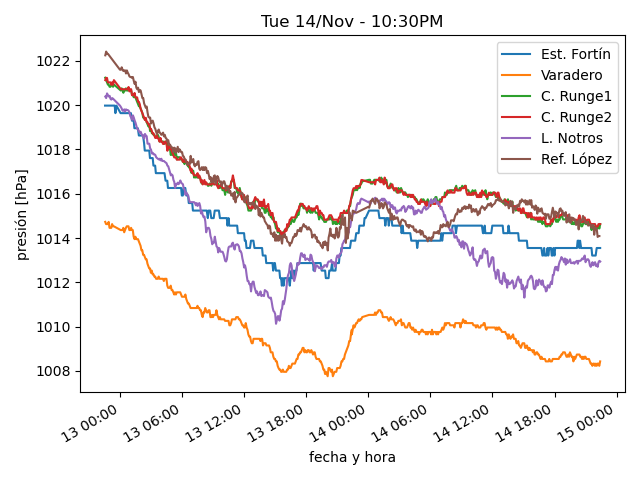 Tue 14/Nov - 10:30PM
Est. Fortín
Varadero
C. Runge1
C. Runge2
L. Notros
Ref. López
presión [hPa]
1022
1020
1018
1016
1014
1012
1010
1008
13 00:00
13 06:00
13 12:00
13 18:00
14 00:00
14 06:00
14 12:00
14 18:00
15 00:00
fecha y hora